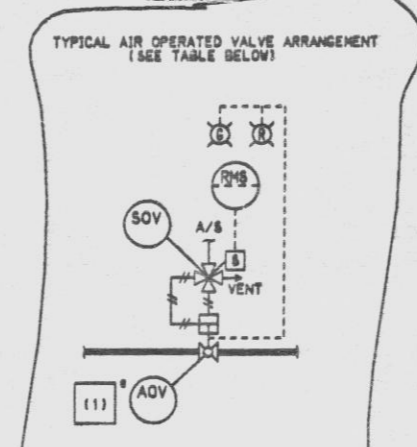 TYPICAL AIR OPERATED VALVE ARRANGEMENT
(SEE TABLE BELOW)
G R
RMS
SOV
A/S
S
VENT
(1)
AOV